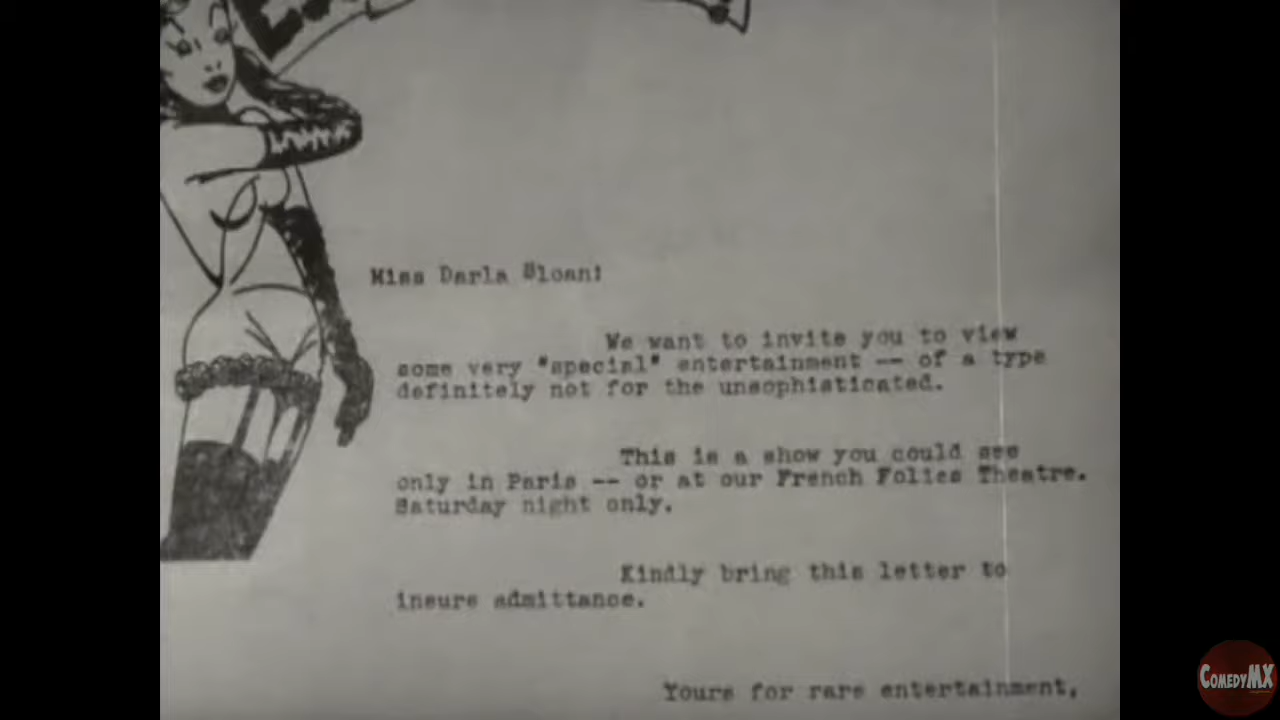 Miss Darla Sloan:
We want to invite you to view
some very "special" entertainment -- of a type
definitely not for the unsophisticated.
This is a show you could see
only in Paris -- or at our French Folies Theatre.
Saturday night only.
Kindly bring this letter to
insure admittance.
Yours for rare entertainment,
COMEDYMX